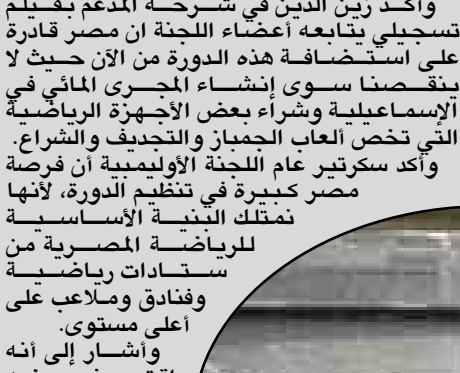 وأكد زين الدين في شرحه المدعم بفيلم
تسجيلي يتابعه أعضاء اللجنة ان مصر قادرة
على استضافة هذه الدورة من الآن حيث لا
ينقصنا سوى إنشاء المجرى المائي في
الإسماعيلية وشراء بعض الأجهزة الرياضية
التي تخص ألعاب الجمباز والتجديف والشراع.
وأكد سكرتير عام اللجنة الأوليمبية أن فرصة
مصر كبيرة في تنظيم الدورة، لأنها
تمتلك البنية الأساسية
للرياضة المصرية من
ستادات رياضية
وفنادق وملاعب على
أعلى مستوى.
وأشار إلى أنه